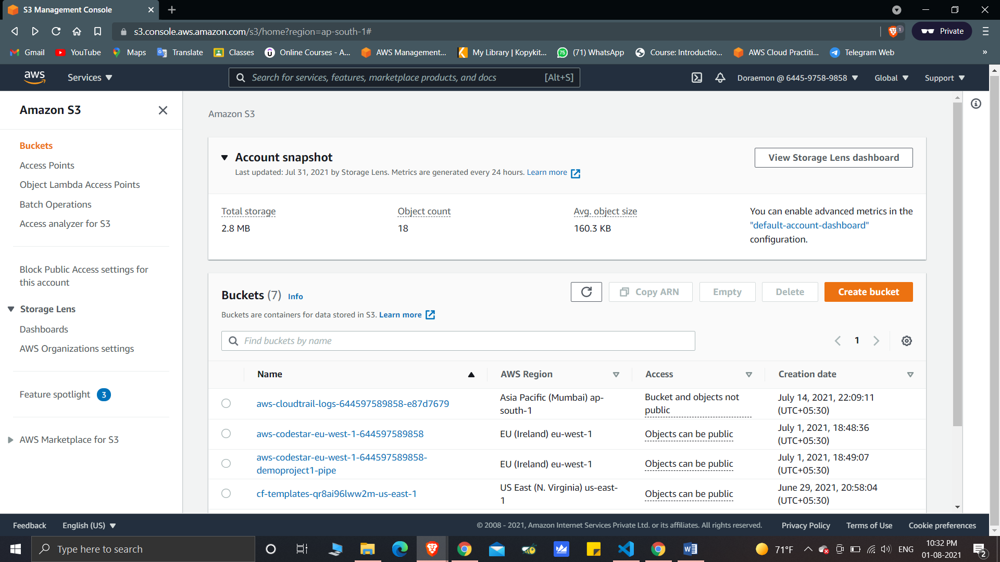 S3 Management Console
s3.console.aws.amazon.com/s3/home?region=ap-south-1#
1
Private
Gmail
YouTube
Maps
Translate
Classes
Online Courses - A...
AWS Management...
My Library | Kopykit...
75
(71) WhatsApp
Course: Introductio...
AWS Cloud Practiti...
Telegram Web
»
aws
Services
Search for services, features, marketplace products, and docs
[Alt+S]
Doraemon @ 6445-9758-9858
Global
Support
Amazon S3
Buckets
Access Points
Object Lambda Access Points
Batch Operations
Access analyzer for S3
Block Public Access settings for
this account
Storage Lens
Dashboards
AWS Organizations settings
Feature spotlight 3
AWS Marketplace for S3
Amazon S3
Account snapshot
Last updated: Jul 31, 2021 by Storage Lens. Metrics are generated every 24 hours. Learn more
View Storage Lens dashboard
Total storage
2.8 MB
Object count
18
Avg. object size
160.3 KB
You can enable advanced metrics in the
"default-account-dashboard"
configuration.
Buckets (7) Info
Copy ARN
Empty
Delete
Create bucket
Buckets are containers for data stored in S3. Learn more
Find buckets by name
1
Name
AWS Region
Access
Creation date
aws-cloudtrail-logs-644597589858-e87d7679
Asia Pacific (Mumbai) ap-
south-1
Bucket and objects not
public
July 14, 2021, 22:09:11
(UTC+05:30)
aws-codestar-eu-west-1-644597589858
EU (Ireland) eu-west-1
Objects can be public
July 1, 2021, 18:48:36
(UTC+05:30)
aws-codestar-eu-west-1-644597589858-
demoproject1-pipe
EU (Ireland) eu-west-1
Objects can be public
July 1, 2021, 18:49:07
(UTC+05:30)
cf-templates-qr8ai96lww2m-us-east-1
US East (N. Virginia) us-east-
1
Objects can be public
June 29, 2021, 20:58:04
(UTC+05:30)
Feedback
English (US)
© 2008 - 2021, Amazon Internet Services Private Ltd. or its affiliates. All rights reserved.
Privacy Policy
Terms of Use
Cookie preferences
Type here to search
71°F
ENG
10:32 PM
01-08-2021
2